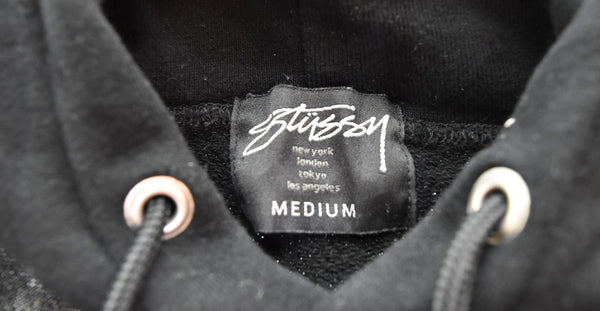 Stüssy
new york
london
tokyo
los angeles
MEDIUM